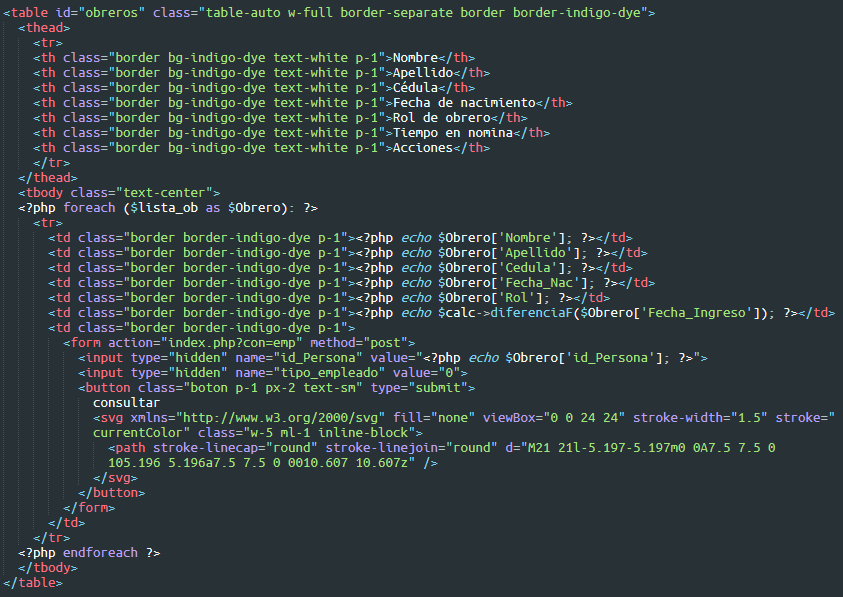 <table id="obreros" class="table-auto w-full border-separate border border-indigo-dye">
<thead>
<tr>
<th class="border bg-indigo-dye text-white p-1">Nombre</th>
<th class="border bg-indigo-dye text-white p-1">Apellido</th>
<th class="border bg-indigo-dye text-white p-1">Cédula</th>
<th class="border bg-indigo-dye text-white p-1">Fecha de nacimiento</th>
<th class="border bg-indigo-dye text-white p-1">Rol de obrero</th>
<th class="border bg-indigo-dye text-white p-1">Tiempo en nomina</th>
<th class="border bg-indigo-dye text-white p-1">Acciones</th>
</tr>
</thead>
<tbody class="text-center">
<?php foreach ($lista_ob as $Obrero): ?>
<tr>
<td class="border border-indigo-dye p-1"><?php echo $Obrero['Nombre']; ?></td>
<td class="border border-indigo-dye p-1"><?php echo $Obrero['Apellido']; ?></td>
<td class="border border-indigo-dye p-1"><?php echo $Obrero['Cedula']; ?></td>
<td class="border border-indigo-dye p-1"><?php echo $Obrero['Fecha_Nac']; ?></td>
<td class="border border-indigo-dye p-1"><?php echo $Obrero['Rol']; ?></td>
<td class="border border-indigo-dye p-1"><?php echo $calc->diferenciaF($Obrero['Fecha_Ingreso']); ?></td>
<td class="border border-indigo-dye p-1">
<form action="index.php?con=emp" method="post">
<input type="hidden" name="id_Persona" value="<?php echo $Obrero['id_Persona']; ?>">
<input type="hidden" name="tipo_empleado" value="0">
<button class="boton p-1 px-2 text-sm" type="submit">
consultar
<svg xmlns="http://www.w3.org/2000/svg" fill="none" viewBox="0 0 24 24" stroke-width="1.5" stroke="
currentColor" class="w-5 ml-1 inline-block">
<path stroke-linecap="round" stroke-linejoin="round" d="M21 21l-5.197-5.197m0 0A7.5 7.5 0
105.196 5.196a7.5 7.5 0 0010.607 10.607z" />
</svg>
</button>
</form>
</td>
</tr>
<?php endforeach ?>
</tbody>
</table>